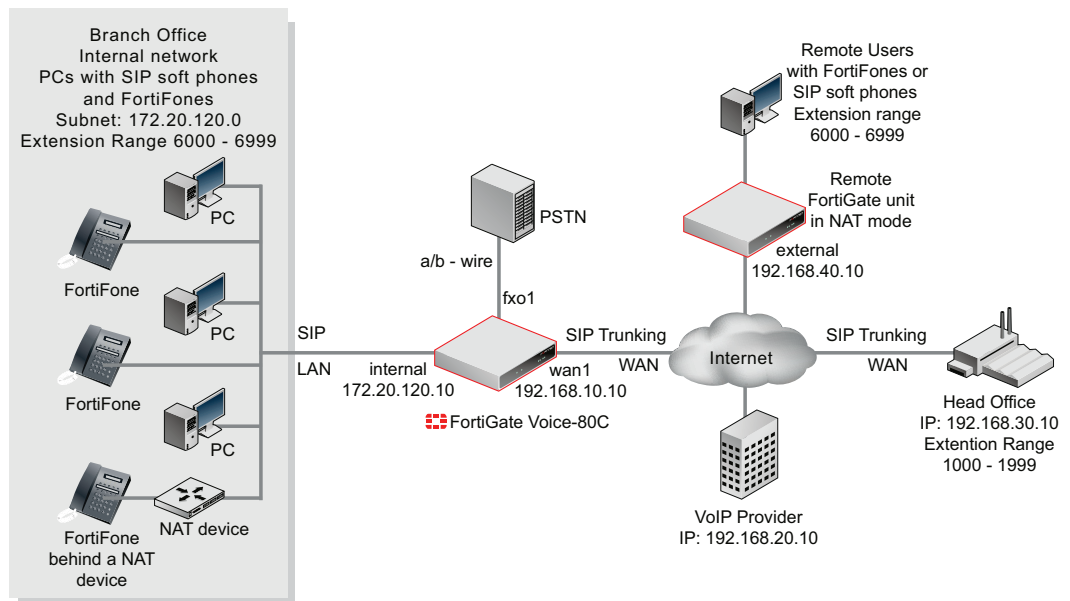 Branch Office
Internal network
PCs with SIP soft phones
and FortiFones
Subnet: 172.20.120.0
Extension Range 6000 - 6999
PC
FortiFone
PC
FortiFone
PC
FortiFone
behind a NAT
device
NAT device
SIP
LAN
internal
172.20.120.10
PSTN
a/b - wire
fxo1
wan1
192.168.10.10
FortiGate Voice-80C
SIP Trunking
WAN
Internet
Remote Users
with FortiFones or
SIP soft phones
Extension range
6000 - 6999
Remote
FortiGate unit
in NAT mode
external
192.168.40.10
VoIP Provider
IP: 192.168.20.10
SIP Trunking
WAN
Head Office
IP: 192.168.30.10
Extention Range
1000 - 1999